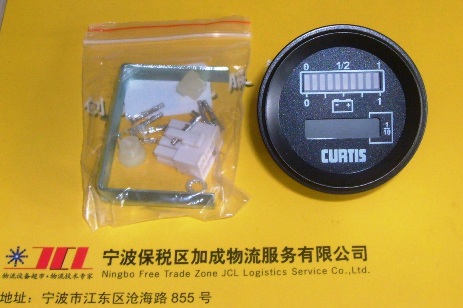 0 1/2 1
0 1
- +
1
10
CURTIS
JCL
物流设备超市·物流技术专家
宁波保税区加成物流服务有限公司
Ningbo Free Trade Zone JCL Logistics Service Co.,Ltd.
地址: 宁波市江东区沧海路 855 号